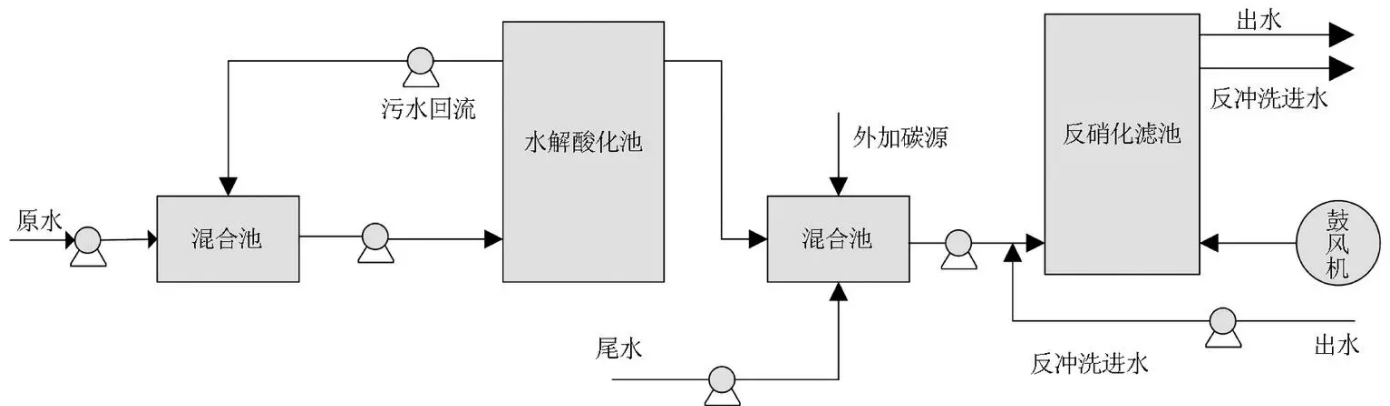 出水
反冲洗进水
污水回流
水解酸化池
外加碳源
反硝化滤池
原水
混合池
混合池
鼓
风
机
尾水
反冲洗进水
出水